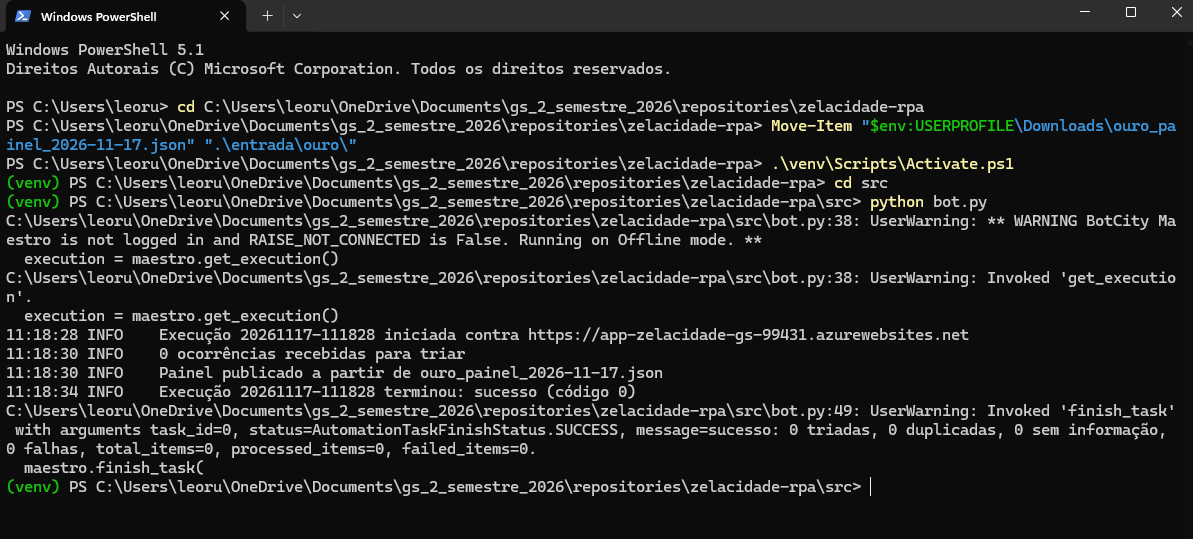 Windows PowerShell
Windows PowerShell 5.1
Direitos Autorais (C) Microsoft Corporation. Todos os direitos reservados.
PS C:\Users\leoru> cd C:\Users\leoru\OneDrive\Documents\gs_2_semestre_2026\repositories\zelacidade-rpa
PS C:\Users\leoru\OneDrive\Documents\gs_2_semestre_2026\repositories\zelacidade-rpa> Move-Item "$env:USERPROFILE\Downloads\ouro_pa
inel_2026-11-17.json" ".\entrada\ouro\"
PS C:\Users\leoru\OneDrive\Documents\gs_2_semestre_2026\repositories\zelacidade-rpa> .\venv\Scripts\Activate.ps1
(venv) PS C:\Users\leoru\OneDrive\Documents\gs_2_semestre_2026\repositories\zelacidade-rpa> cd src
(venv) PS C:\Users\leoru\OneDrive\Documents\gs_2_semestre_2026\repositories\zelacidade-rpa\src> python bot.py
C:\Users\leoru\OneDrive\Documents\gs_2_semestre_2026\repositories\zelacidade-rpa\src\bot.py:38: UserWarning: ** WARNING BotCity Ma
estro is not logged in and RAISE_NOT_CONNECTED is False. Running on Offline mode. **
  execution = maestro.get_execution()
C:\Users\leoru\OneDrive\Documents\gs_2_semestre_2026\repositories\zelacidade-rpa\src\bot.py:38: UserWarning: Invoked 'get_executio
n'.
  execution = maestro.get_execution()
11:18:28 INFO    Execução 20261117-111828 iniciada contra https://app-zelacidade-gs-99431.azurewebsites.net
11:18:30 INFO    0 ocorrências recebidas para triar
11:18:30 INFO    Painel publicado a partir de ouro_painel_2026-11-17.json
11:18:34 INFO    Execução 20261117-111828 terminou: sucesso (código 0)
C:\Users\leoru\OneDrive\Documents\gs_2_semestre_2026\repositories\zelacidade-rpa\src\bot.py:49: UserWarning: Invoked 'finish_task'
 with arguments task_id=0, status=AutomationTaskFinishStatus.SUCCESS, message=sucesso: 0 triadas, 0 duplicadas, 0 sem informação,
0 falhas, total_items=0, processed_items=0, failed_items=0.
  maestro.finish_task(
(venv) PS C:\Users\leoru\OneDrive\Documents\gs_2_semestre_2026\repositories\zelacidade-rpa\src>